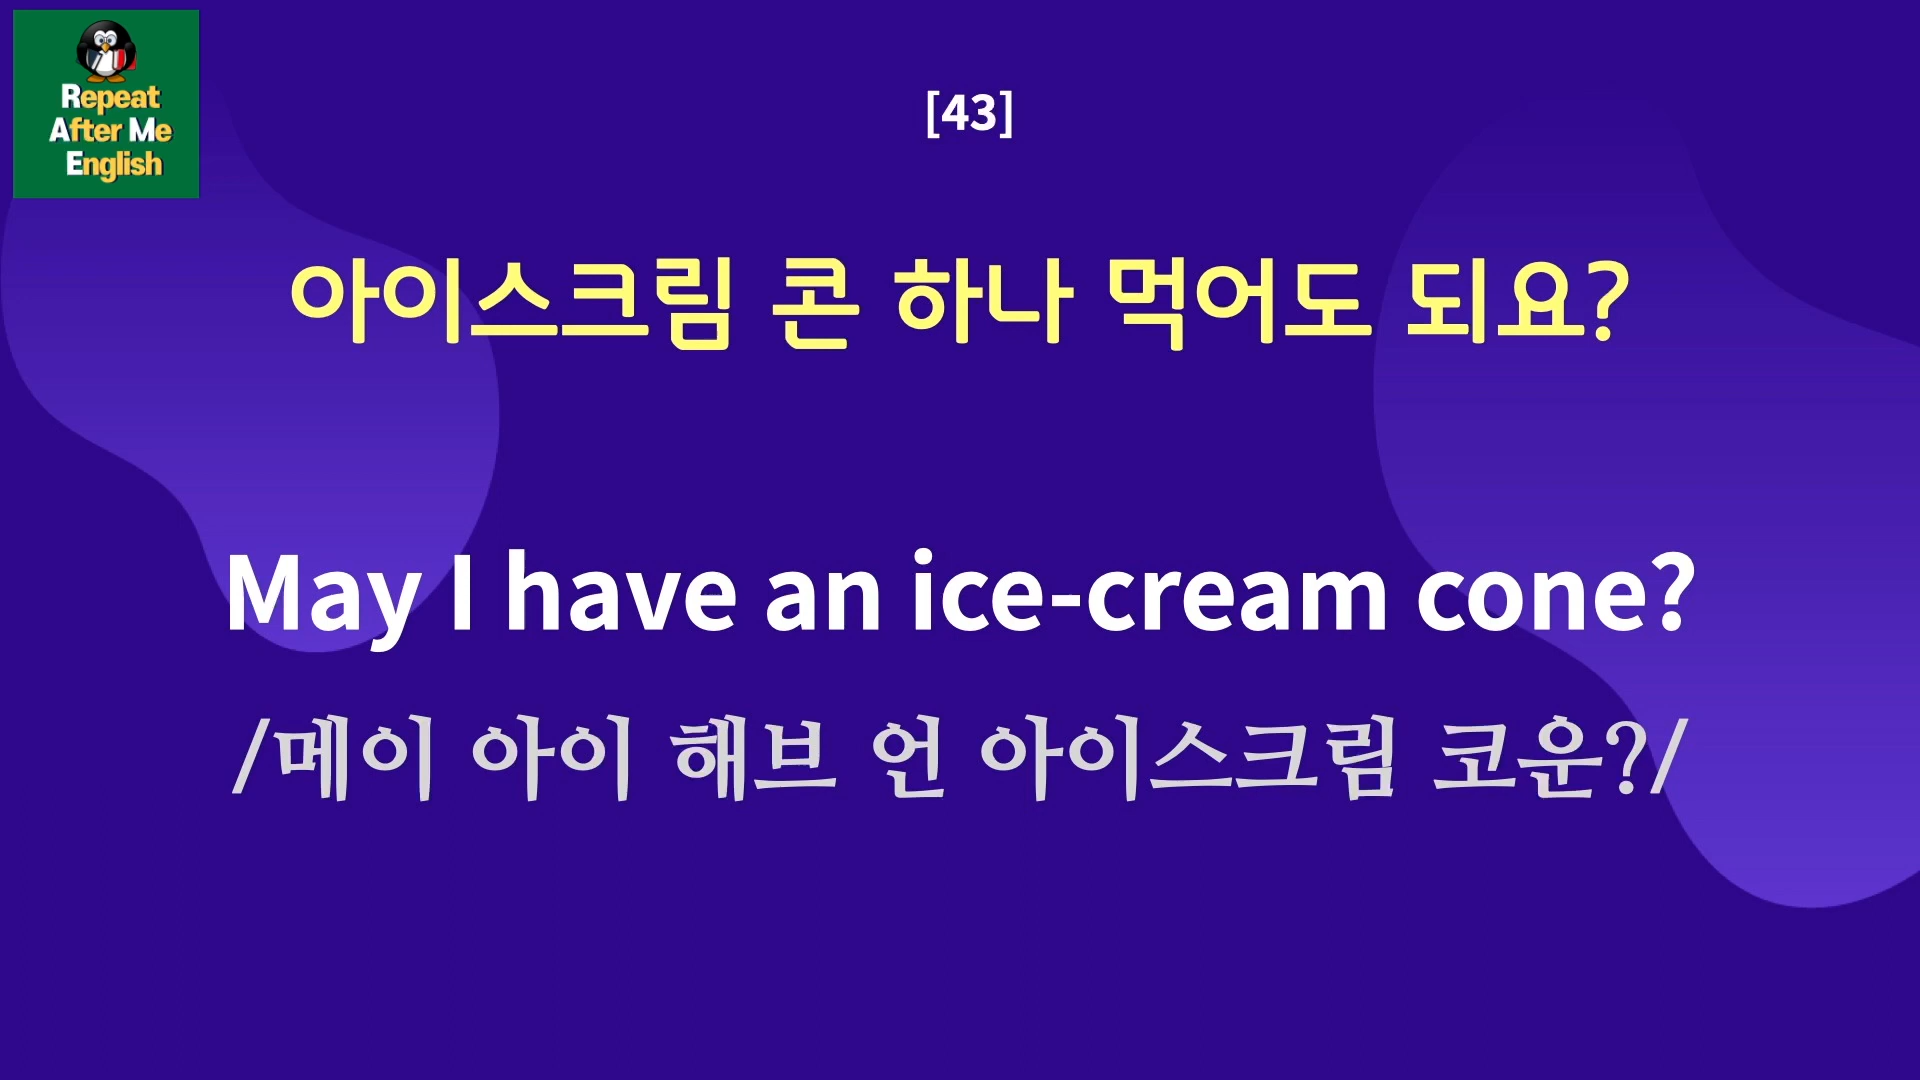 Repeat
After Me
English
[43]
아이스크림 콘 하나 먹어도 되요?
May I have an ice-cream cone?
/메이 아이 해브 언 아이스크림 코운?/